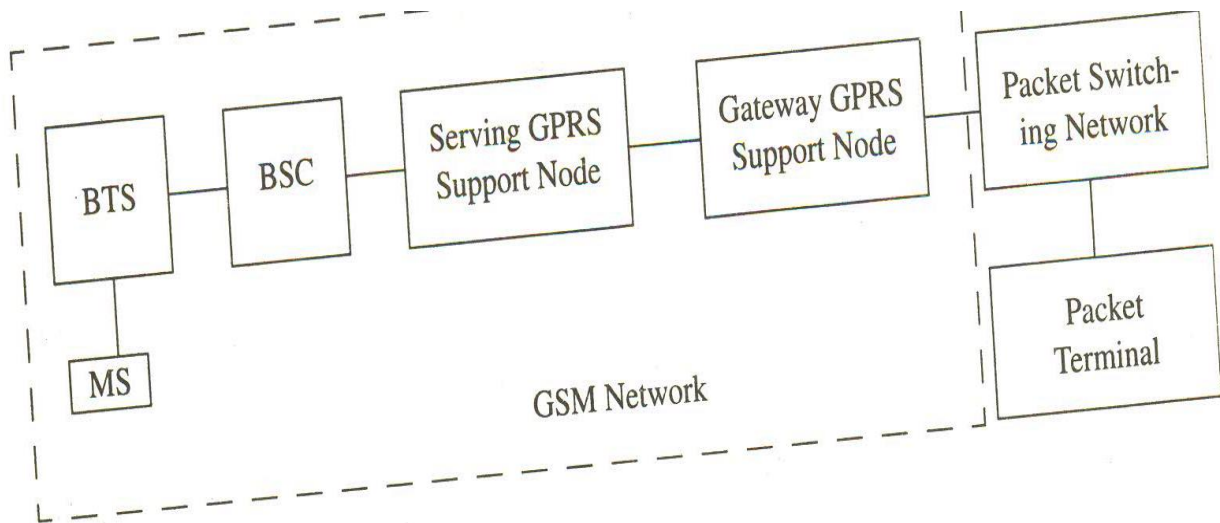 BTS
BSC
Serving GPRS
Support Node
Gateway GPRS
Support Node
Packet Switch-
ing Network
MS
GSM Network
Packet
Terminal